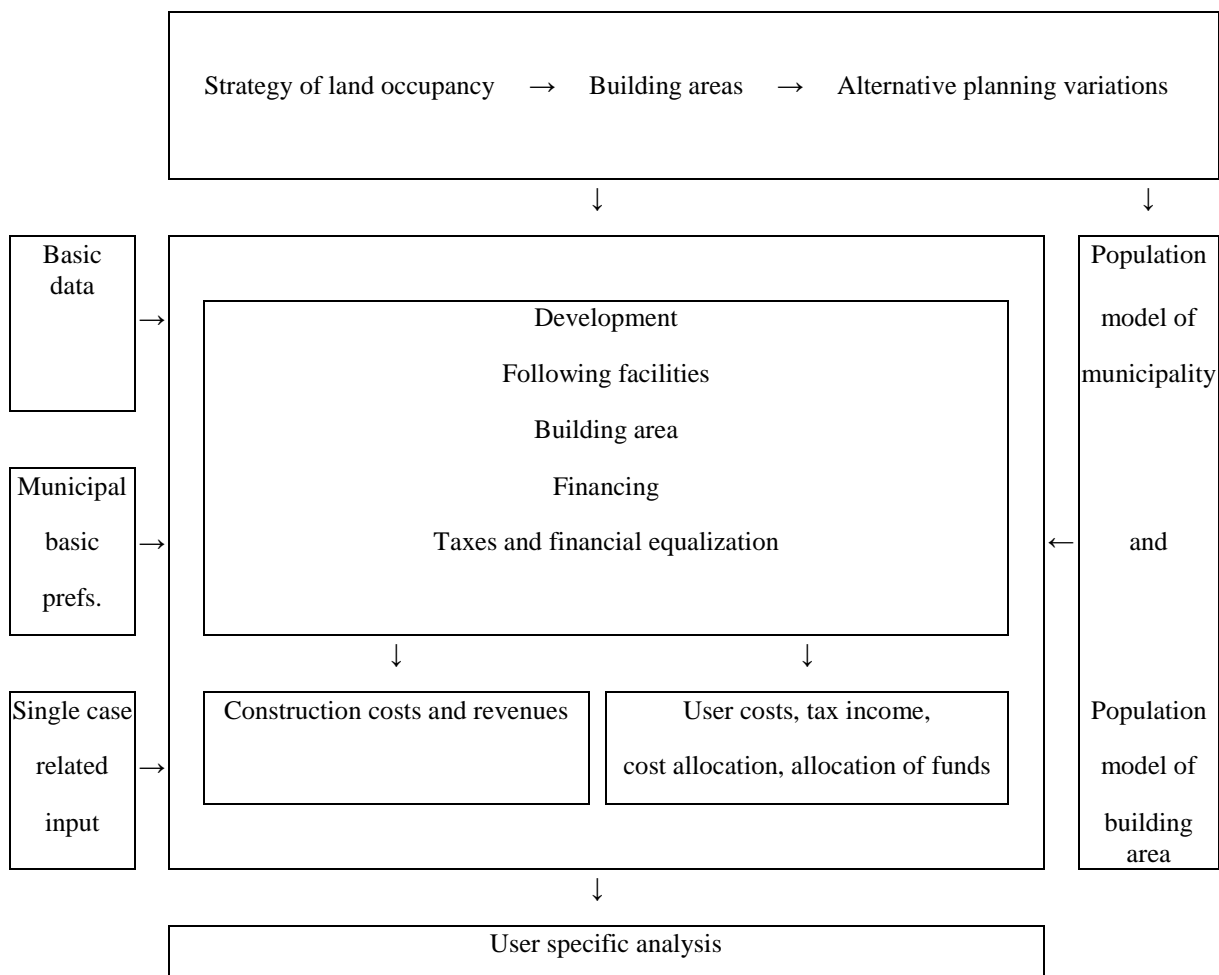 Strategy of land occupancy → Building areas → Alternative planning variations
↓ ↓
Basic
data
→
Municipal
basic
prefs.
→
Single case
related
input
→
Development
Following facilities
Building area
Financing
Taxes and financial equalization
↓ ↓
Construction costs and revenues
User costs, tax income,
cost allocation, allocation of funds
←
Population
model of
municipality
and
Population
model of
building
area
↓
User specific analysis